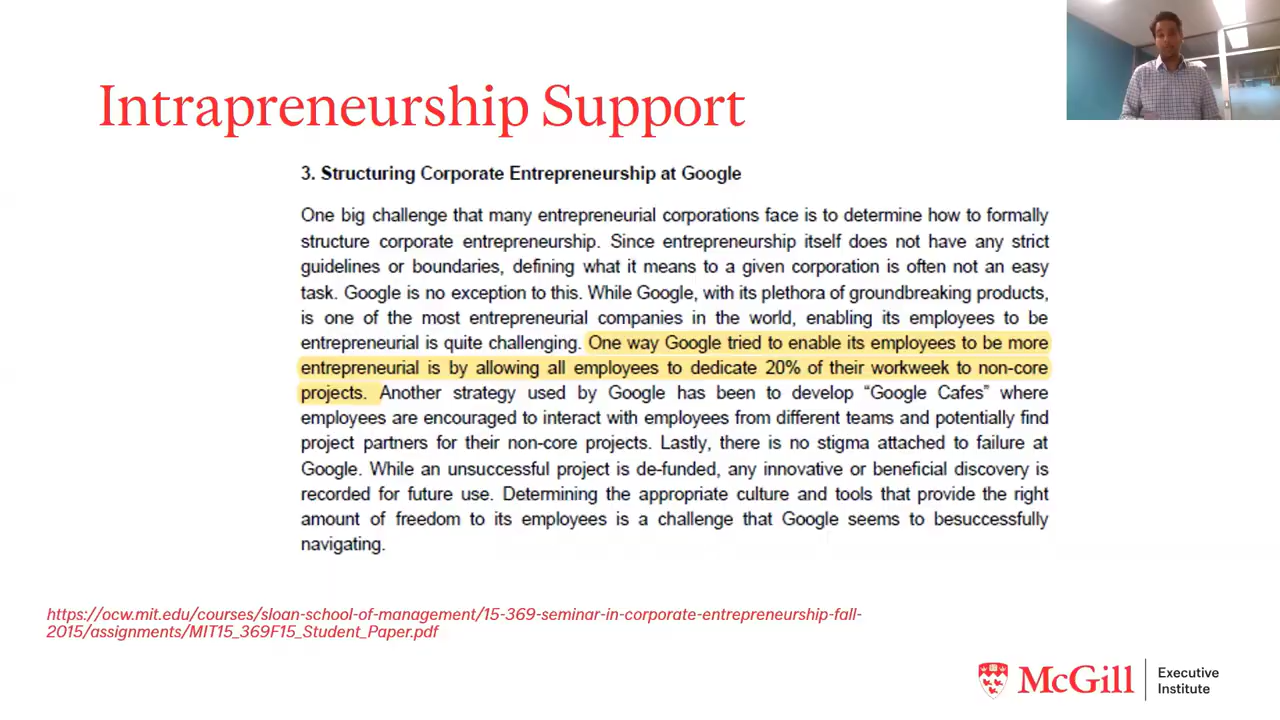 Intrapreneurship Support
3. Structuring Corporate Entrepreneurship at Google
One big challenge that many entrepreneurial corporations face is to determine how to formally
structure corporate entrepreneurship. Since entrepreneurship itself does not have any strict
guidelines or boundaries, defining what it means to a given corporation is often not an easy
task. Google is no exception to this. While Google, with its plethora of groundbreaking products,
is one of the most entrepreneurial companies in the world, enabling its employees to be
entrepreneurial is quite challenging. One way Google tried to enable its employees to be more
entrepreneurial is by allowing all employees to dedicate 20% of their workweek to non-core
projects. Another strategy used by Google has been to develop “Google Cafes” where
employees are encouraged to interact with employees from different teams and potentially find
project partners for their non-core projects. Lastly, there is no stigma attached to failure at
Google. While an unsuccessful project is de-funded, any innovative or beneficial discovery is
recorded for future use. Determining the appropriate culture and tools that provide the right
amount of freedom to its employees is a challenge that Google seems to besuccessfully
navigating.
https://ocw.mit.edu/courses/sloan-school-of-management/15-369-seminar-in-corporate-entrepreneurship-fall-
2015/assignments/MIT15_369F15_Student_Paper.pdf
McGill
Executive
Institute